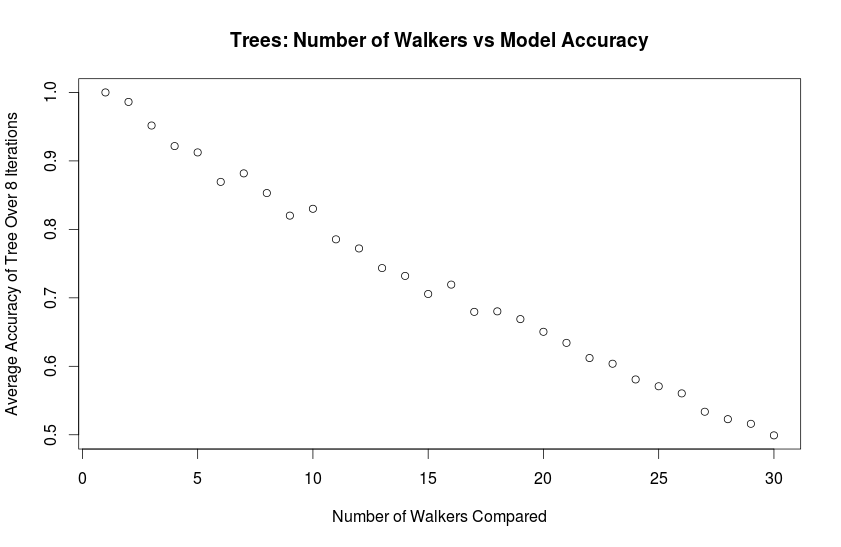 Trees: Number of Walkers vs Model Accuracy
Average Accuracy of Tree Over 8 Iterations
1.0
0.9
0.8
0.7
0.6
0.5
0 5 10 15 20 25 30
Number of Walkers Compared